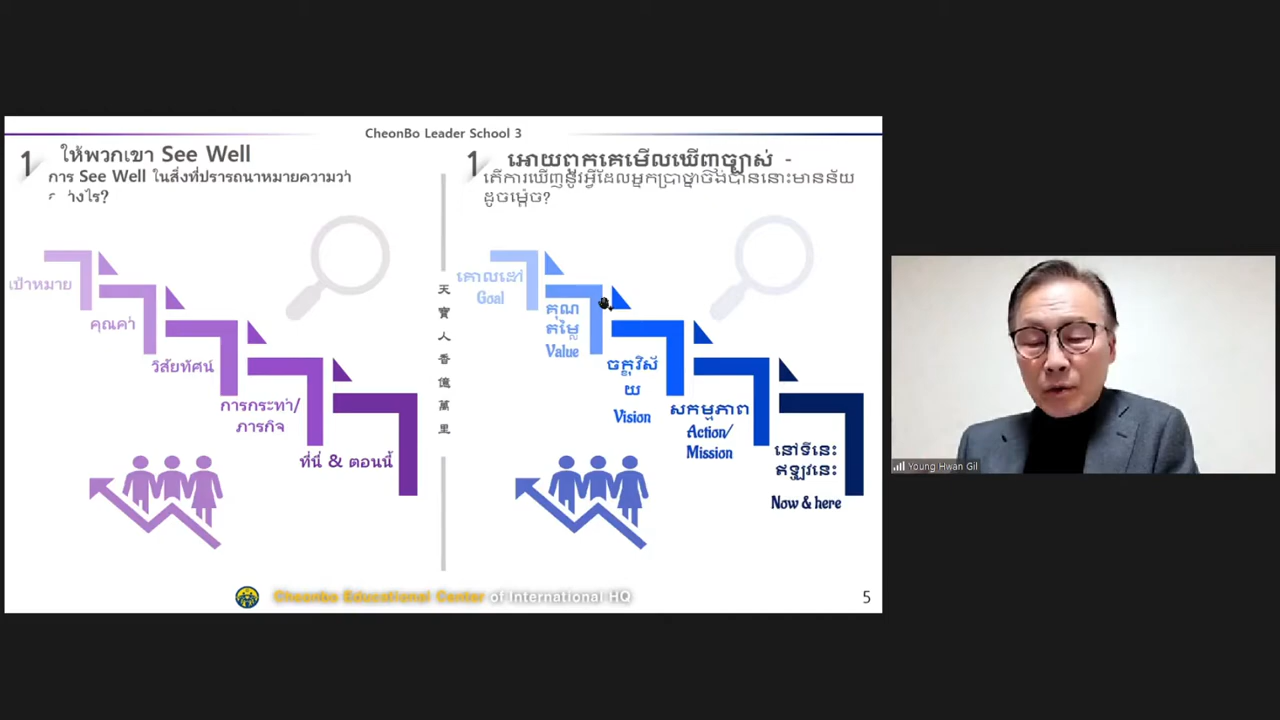 CheonBo Leader School 3
1
ให้พวกเขา See Well
การ See Well ในสิ่งที่ปรารถนาหมายความว่า
อย่างไร?
เป้าหมาย
คุณค่า
วิสัยทัศน์
การกระทำ/
ภารกิจ
ที่นี่ & ตอนนี้
天
寶
人
香
億
萬
里
1
អោយពួកគេមើលឃើញច្បាស់ -
តើការឃើញនូវអ្វីដែលអ្នកប្រាថ្នាចង់បាននោះមានន័យ
ដូចម្ដេច?
គោលដៅ
Goal
គុណ
តម្លៃ
Value
ចក្ខុវិស័
យ
Vision
សកម្មភាព
Action/
Mission
នៅទីនេះ
ឥឡូវនេះ
Now & here
Cheonbo Educational Center of International HQ
5
Young Hwan Gil